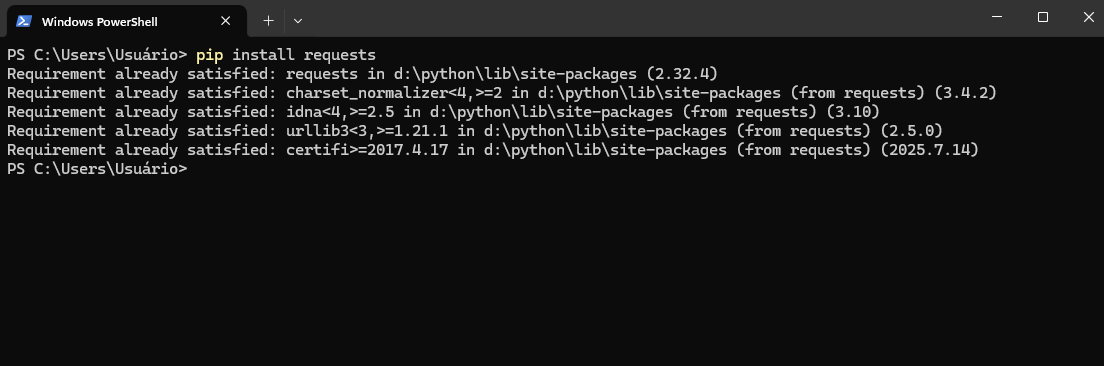 Windows PowerShell
PS C:\Users\Usuário> pip install requests
Requirement already satisfied: requests in d:\python\lib\site-packages (2.32.4)
Requirement already satisfied: charset_normalizer<4,>=2 in d:\python\lib\site-packages (from requests) (3.4.2)
Requirement already satisfied: idna<4,>=2.5 in d:\python\lib\site-packages (from requests) (3.10)
Requirement already satisfied: urllib3<3,>=1.21.1 in d:\python\lib\site-packages (from requests) (2.5.0)
Requirement already satisfied: certifi>=2017.4.17 in d:\python\lib\site-packages (from requests) (2025.7.14)
PS C:\Users\Usuário>